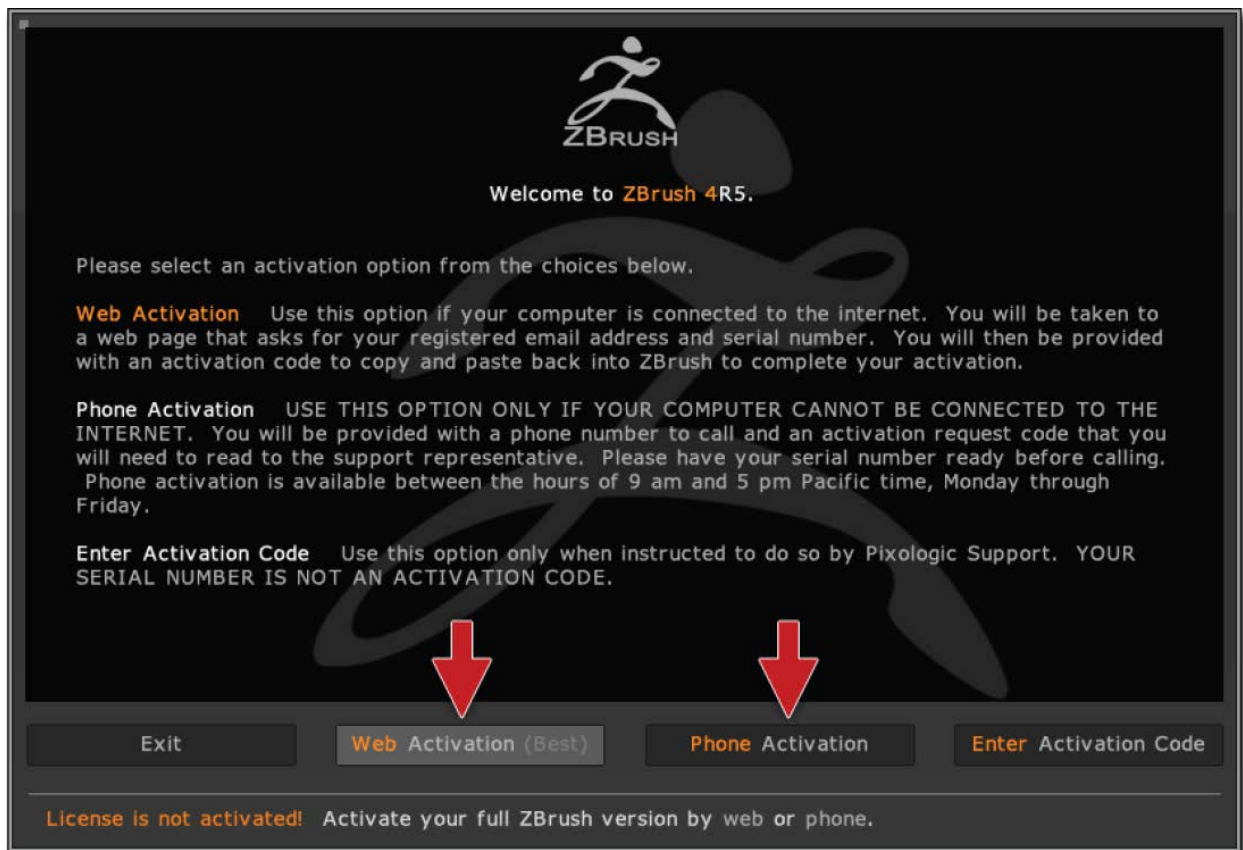 ZBRUSH
Welcome to ZBrush 4R5.
Please select an activation option from the choices below.
Web Activation Use this option if your computer is connected to the internet. You will be taken to
a web page that asks for your registered email address and serial number. You will then be provided
with an activation code to copy and paste back into ZBrush to complete your activation.
Phone Activation USE THIS OPTION ONLY IF YOUR COMPUTER CANNOT BE CONNECTED TO THE
INTERNET. You will be provided with a phone number to call and an activation request code that you
will need to read to the support representative. Please have your serial number ready before calling.
Phone activation is available between the hours of 9 am and 5 pm Pacific time, Monday through
Friday.
Enter Activation Code Use this option only when instructed to do so by Pixologic Support. YOUR
SERIAL NUMBER IS NOT AN ACTIVATION CODE.
Exit Web Activation (Best) Phone Activation Enter Activation Code
License is not activated! Activate your full ZBrush version by web or phone.